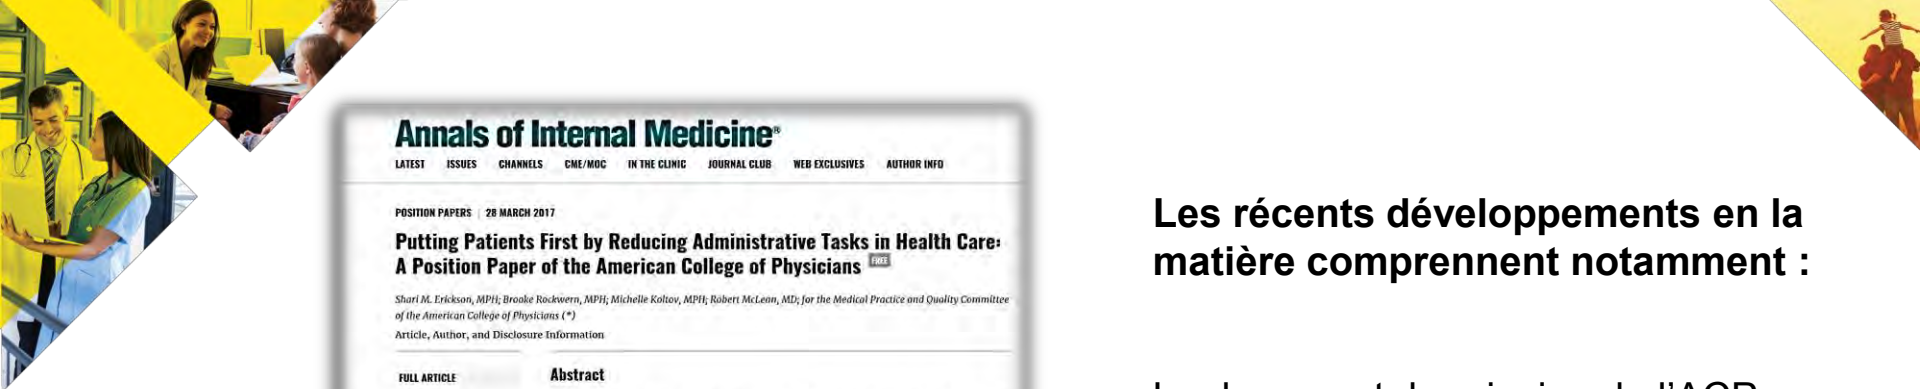 Annals of Internal Medicine®
LATEST ISSUES CHANNELS CME/MOC IN THE CLINIC JOURNAL CLUB WEB EXCLUSIVES AUTHOR INFO
POSITION PAPERS | 28 MARCH 2017
Putting Patients First by Reducing Administrative Tasks in Health Care:
A Position Paper of the American College of Physicians FREE
Shari M. Erickson, MPH; Brooke Rockwern, MPH; Michelle Koltov, MPH; Robert McLean, MD; for the Medical Practice and Quality Committee
of the American College of Physicians (*)
Article, Author, and Disclosure Information
FULL ARTICLE
Abstract
Les récents développements en la
matière comprennent notamment :